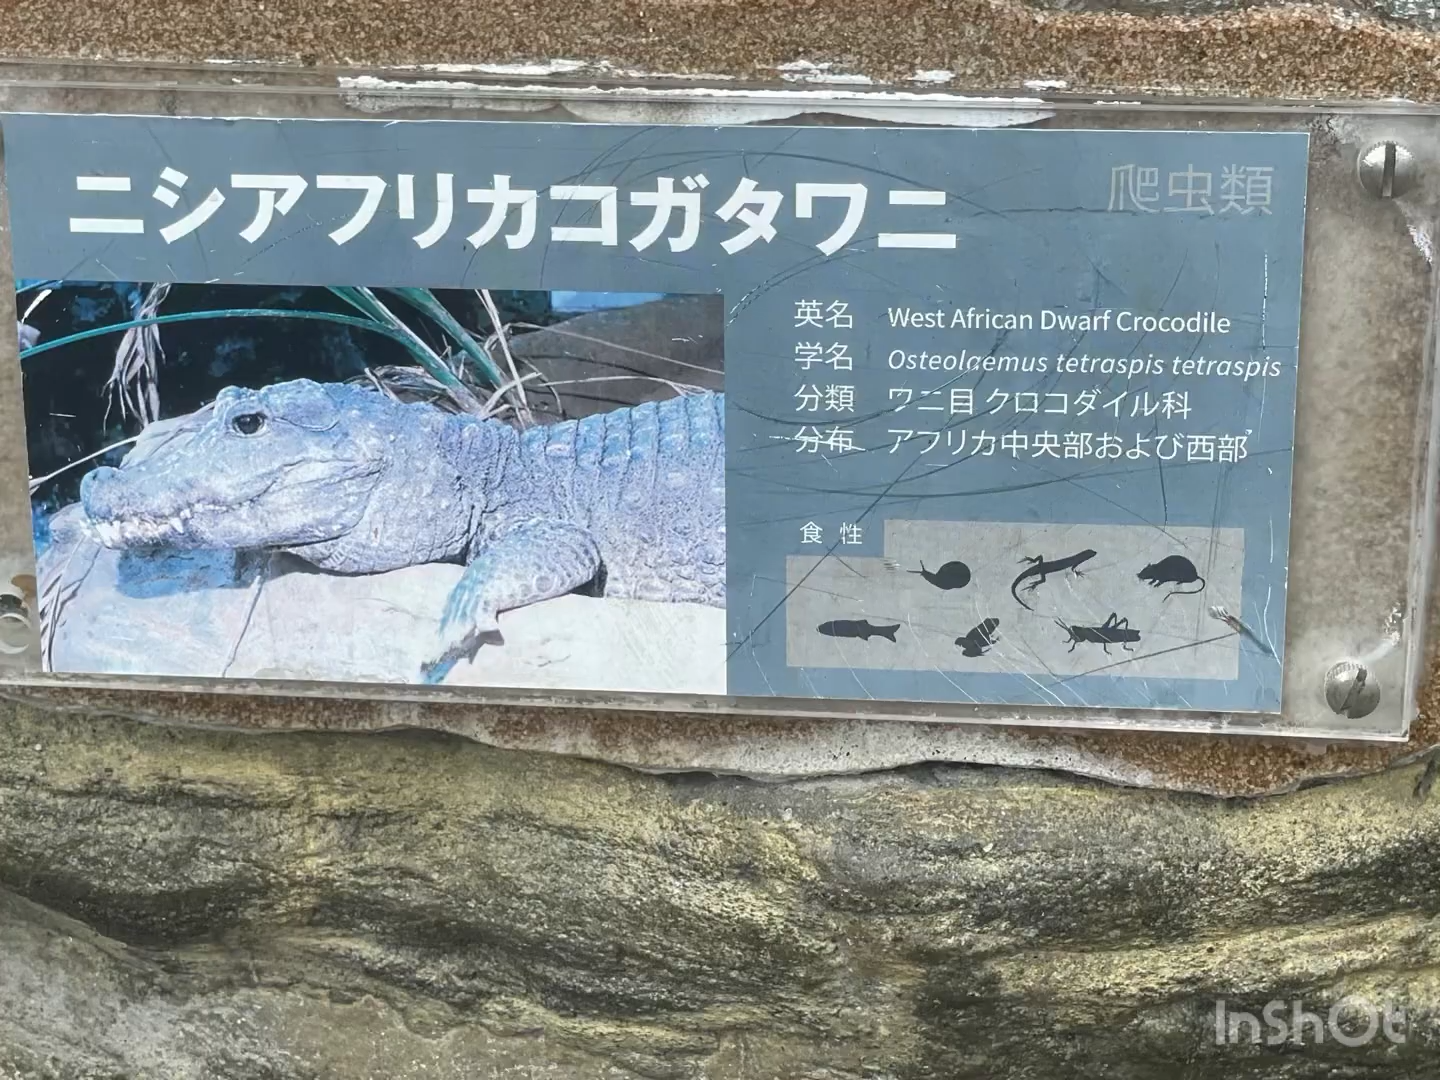 ニシアフリカコガタワニ
爬虫類
英名 West African Dwarf Crocodile
学名 Osteolaemus tetraspis tetraspis
分類 ワニ目 クロコダイル科
分布 アフリカ中央部および西部
食性
InShOt